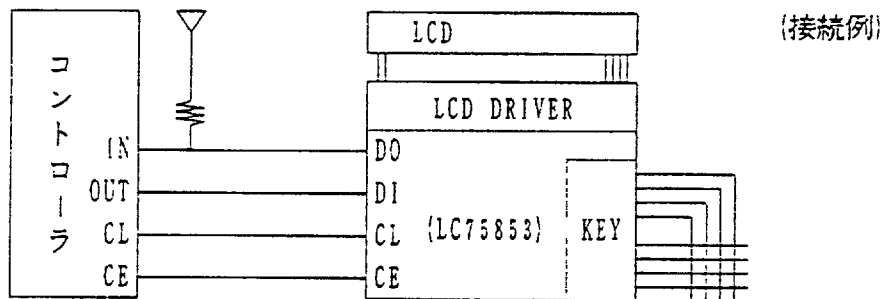 (接続例)
コントローラ
IN
OUT
CL
CE
LCD
LCD DRIVER
DO
DI
CL
CE
(LC75853)
KEY